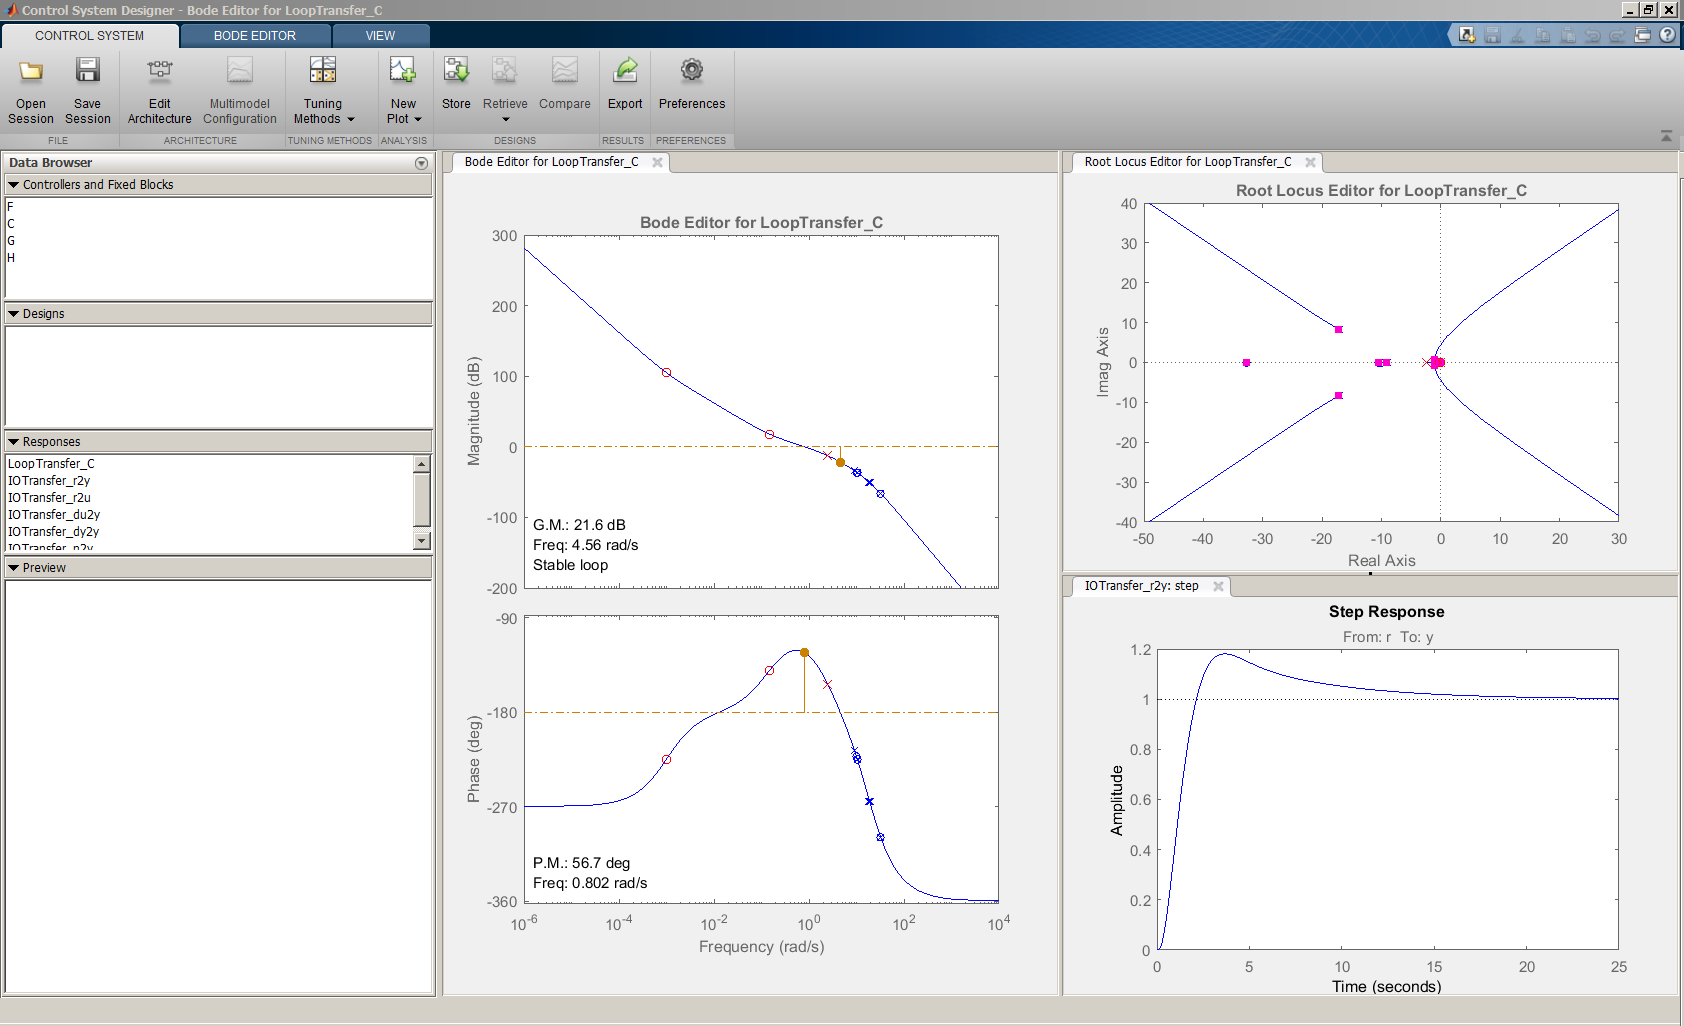 Control System Designer - Bode Editor for LoopTransfer_C
CONTROL SYSTEM
BODE EDITOR
VIEW
Open Session
Save Session
Edit Architecture
Multimodel Configuration
Tuning Methods
New Plot
Store
Retrieve
Compare
Export
Preferences
FILE
ARCHITECTURE
TUNING METHODS
ANALYSIS
DESIGNS
RESULTS
PREFERENCES
Data Browser
Controllers and Fixed Blocks
F
C
G
H
Designs
Responses
LoopTransfer_C
IOTransfer_r2y
IOTransfer_r2u
IOTransfer_du2y
IOTransfer_dy2y
IOTransfer_n2y
Preview
Bode Editor for LoopTransfer_C
Bode Editor for LoopTransfer_C
300
200
100
0
-100
-200
Magnitude (dB)
G.M.: 21.6 dB
Freq: 4.56 rad/s
Stable loop
-90
-180
-270
-360
Phase (deg)
P.M.: 56.7 deg
Freq: 0.802 rad/s
10^-6
10^-4
10^-2
10^0
10^2
10^4
Frequency (rad/s)
Root Locus Editor for LoopTransfer_C
Root Locus Editor for LoopTransfer_C
40
30
20
10
0
-10
-20
-30
-40
Imag Axis
-50
-40
-30
-20
-10
0
10
20
30
Real Axis
IOTransfer_r2y: step
Step Response
From: r To: y
1.2
1
0.8
0.6
0.4
0.2
0
Amplitude
0
5
10
15
20
25
Time (seconds)